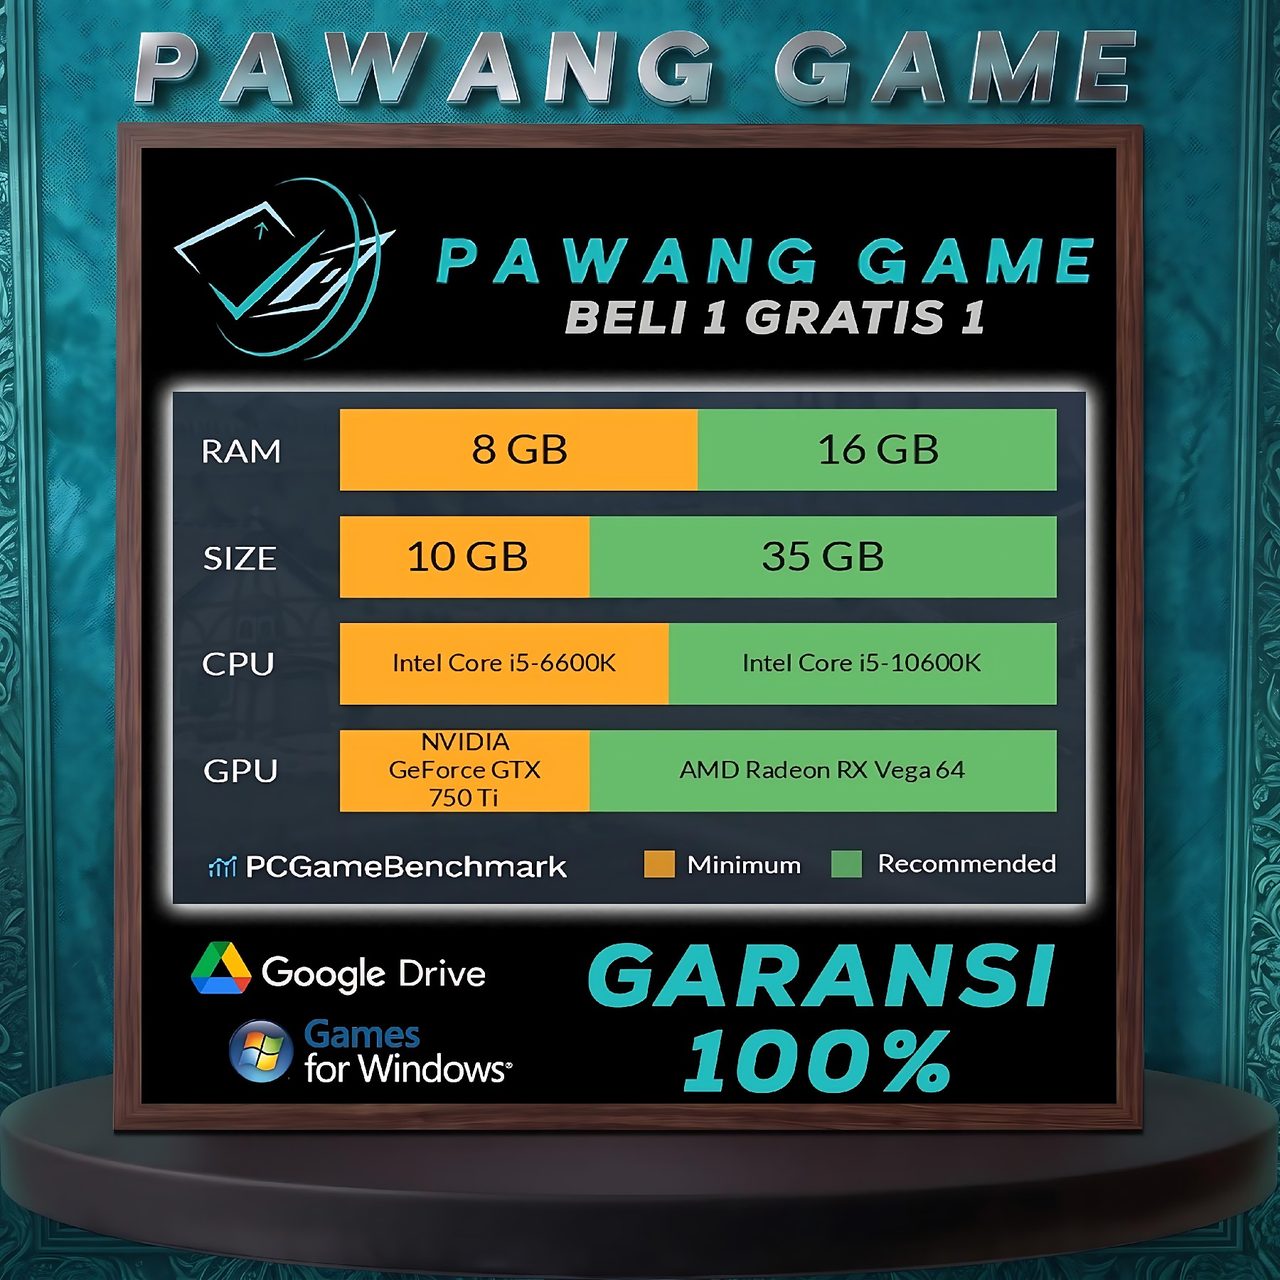 PAWANG GAME
PAWANG GAME
BELI 1 GRATIS 1
RAM 8 GB 16 GB
SIZE 10 GB 35 GB
CPU Intel Core i5-6600K Intel Core i5-10600K
GPU NVIDIA GeForce GTX 750 Ti AMD Radeon RX Vega 64
PCGameBenchmark Minimum Recommended
Google Drive
Games
for Windows®
GARANSI
100%